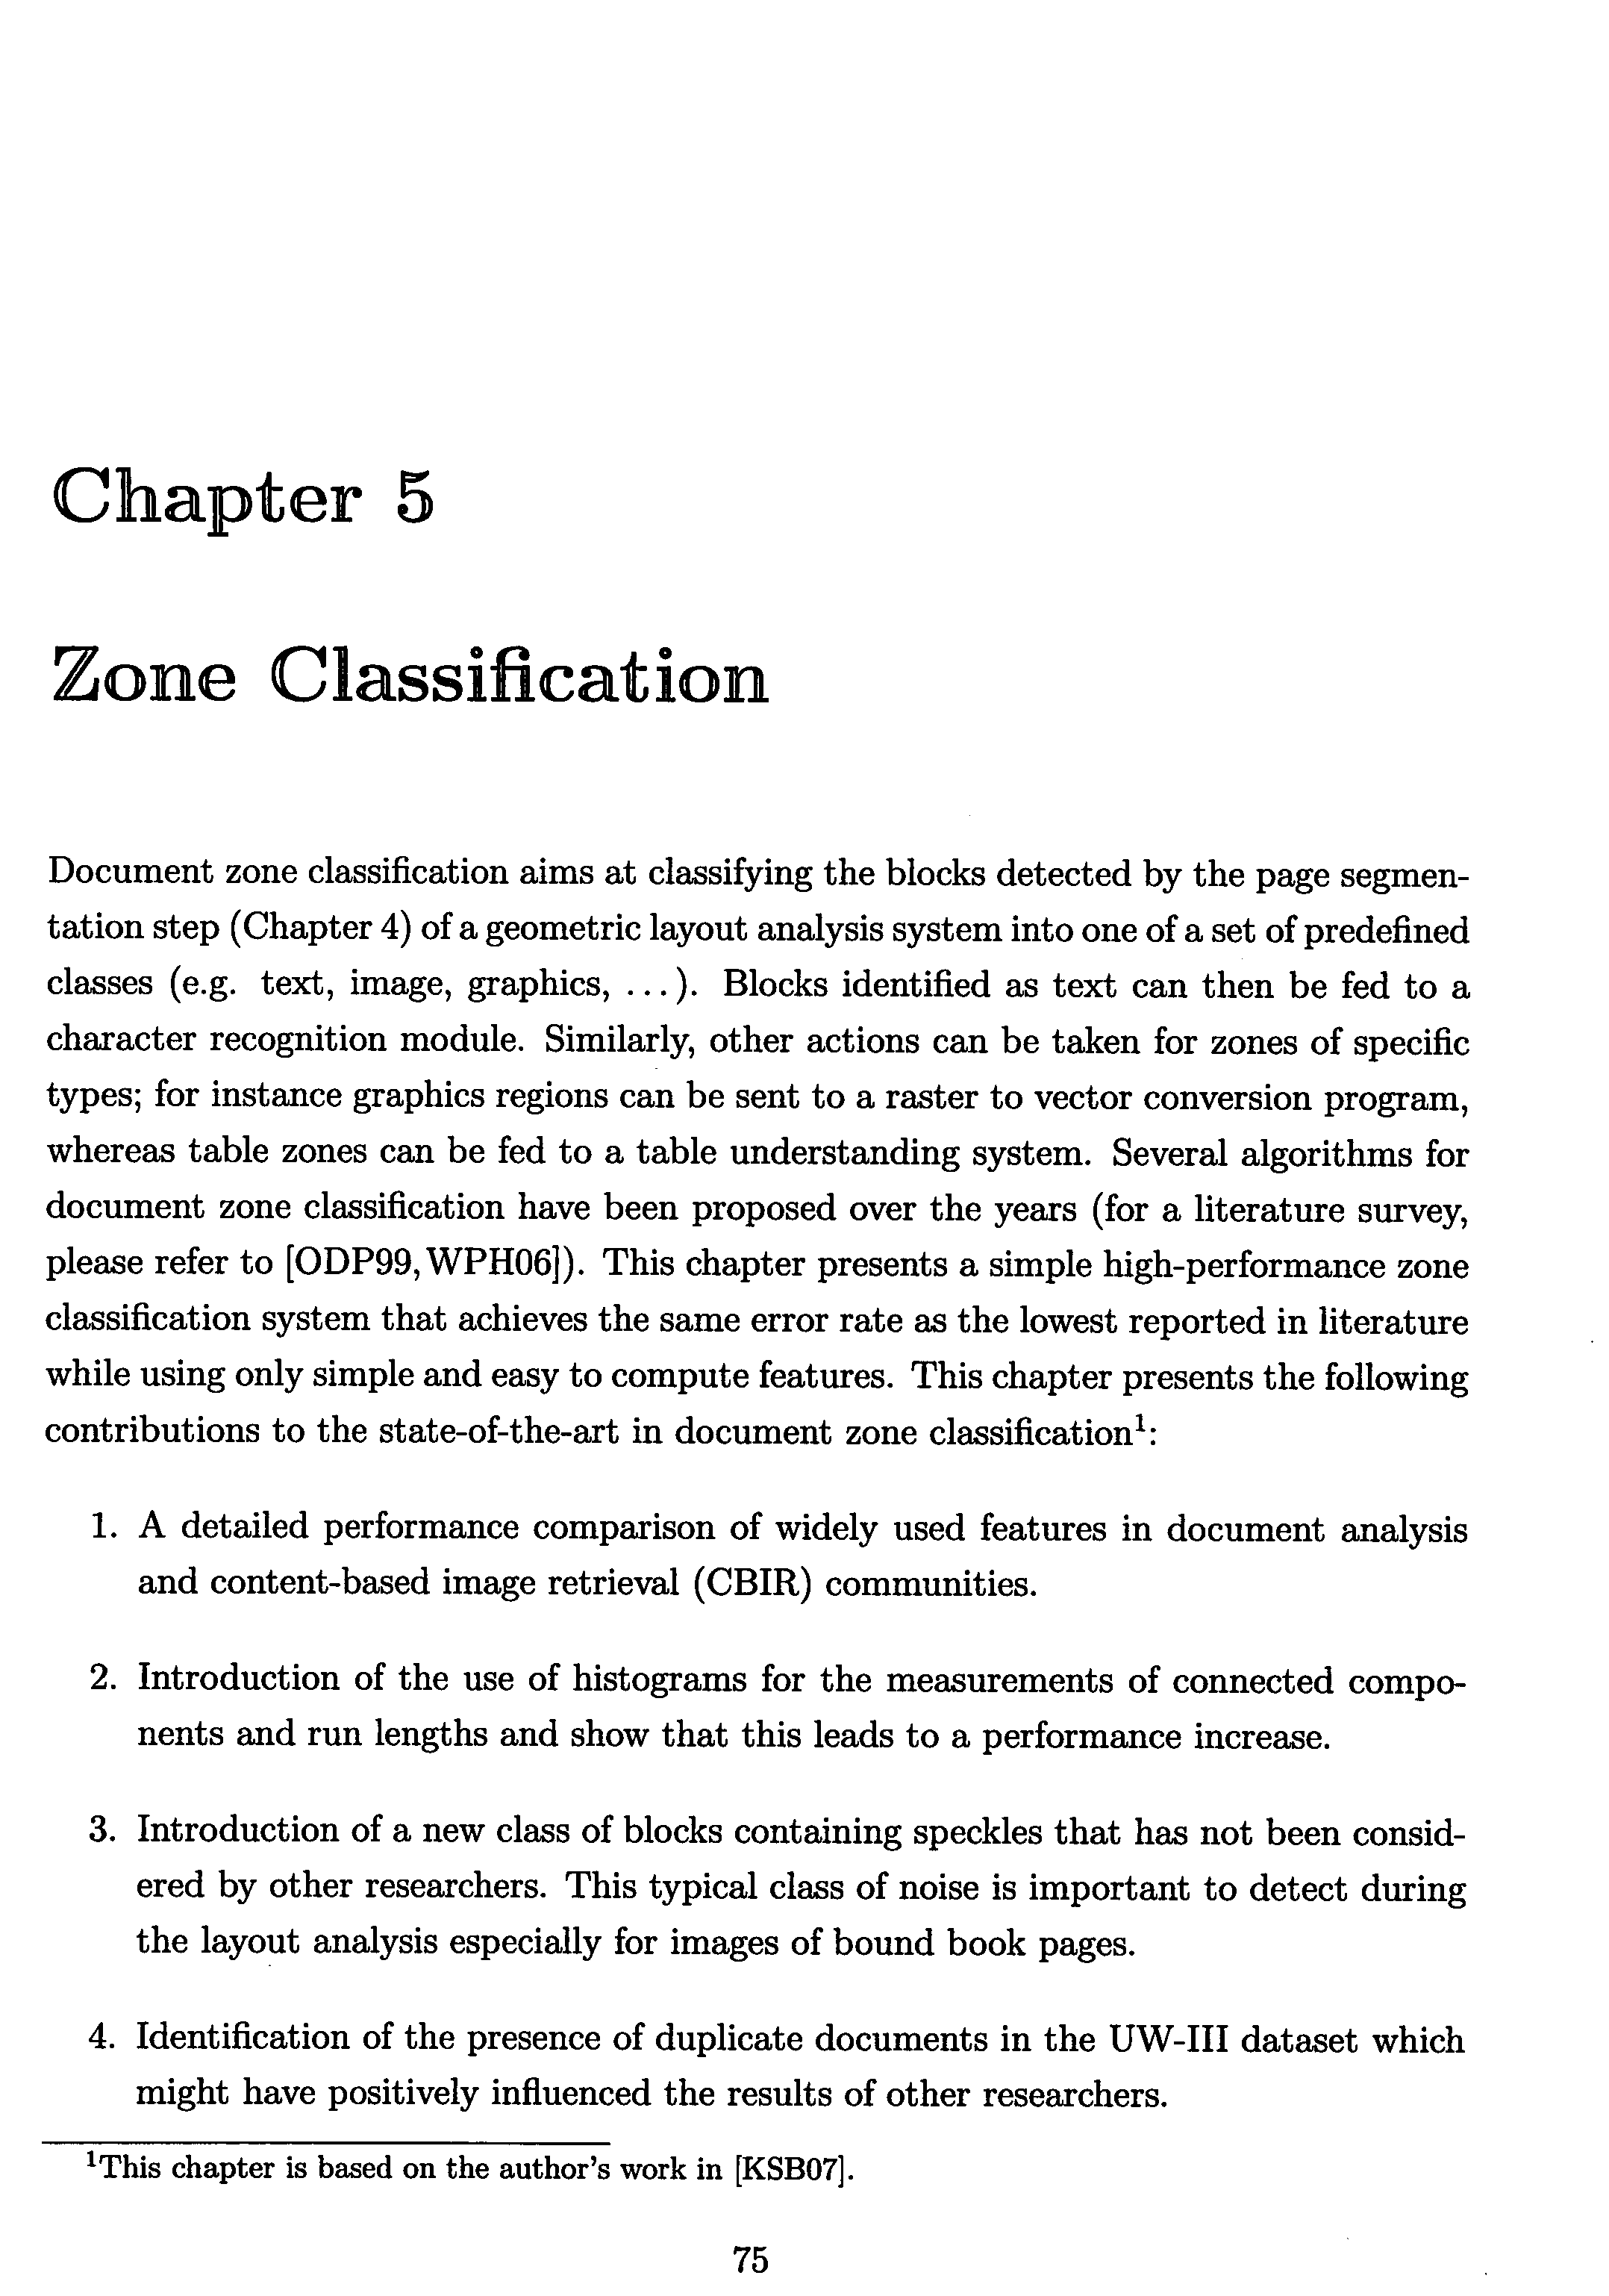 Chapter 5
Zone Classification
Document zone classification aims at classifying the blocks detected by the page segmen-
tation step (Chapter 4) of a geometric layout analysis system into one of a set of predefined
classes (e.g. text, image, graphics, ...). Blocks identified as text can then be fed to a
character recognition module. Similarly, other actions can be taken for zones of specific
types; for instance graphics regions can be sent to a raster to vector conversion program,
whereas table zones can be fed to a table understanding system. Several algorithms for
document zone classification have been proposed over the years (for a literature survey,
please refer to [ODP99, WPH06]). This chapter presents a simple high-performance zone
classification system that achieves the same error rate as the lowest reported in literature
while using only simple and easy to compute features. This chapter presents the following
contributions to the state-of-the-art in document zone classification¹:
1. A detailed performance comparison of widely used features in document analysis
and content-based image retrieval (CBIR) communities.
2. Introduction of the use of histograms for the measurements of connected compo-
nents and run lengths and show that this leads to a performance increase.
3. Introduction of a new class of blocks containing speckles that has not been consid-
ered by other researchers. This typical class of noise is important to detect during
the layout analysis especially for images of bound book pages.
4. Identification of the presence of duplicate documents in the UW-III dataset which
might have positively influenced the results of other researchers.
¹This chapter is based on the author's work in [KSB07].
75